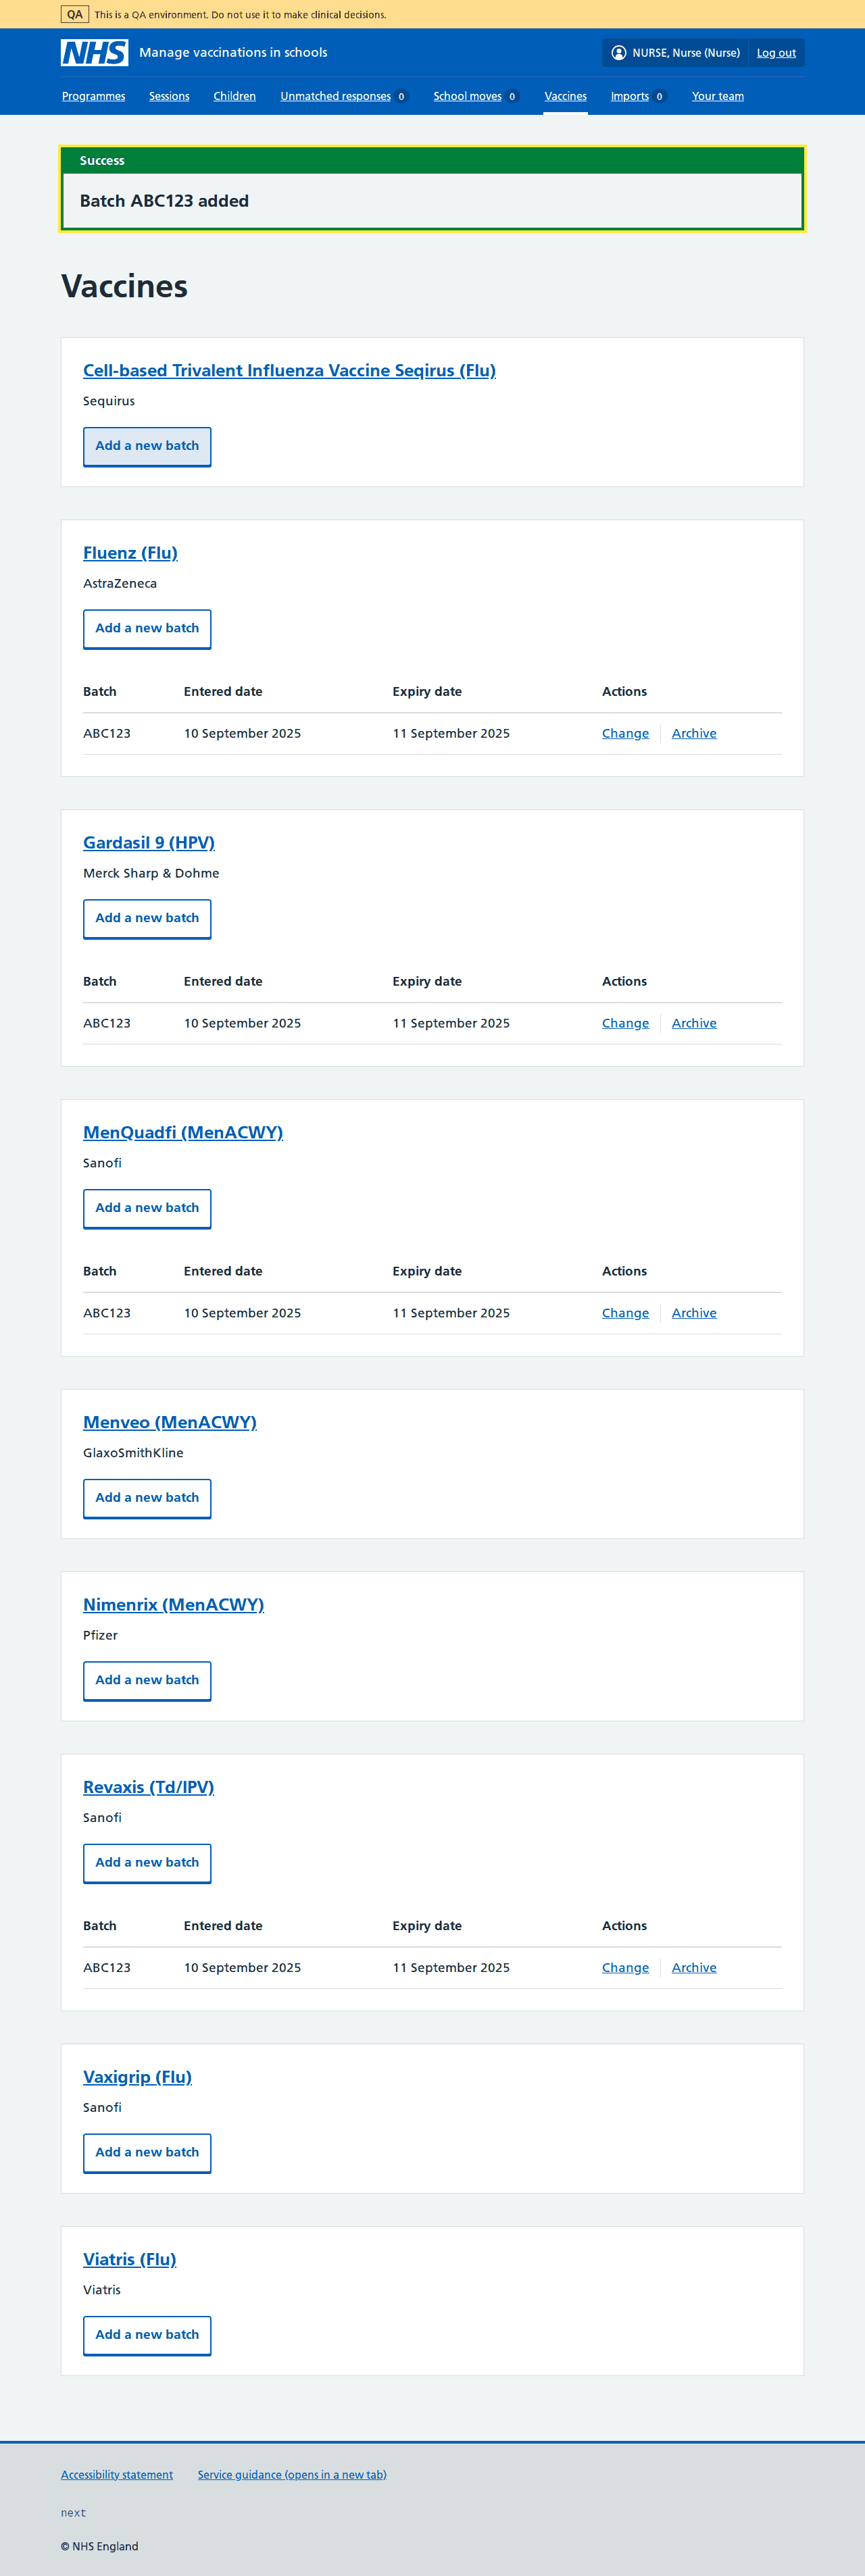 QA This is a QA environment. Do not use it to make clinical decisions.
NHS Manage vaccinations in schools NURSE, Nurse (Nurse) Log out
Programmes Sessions Children Unmatched responses 0 School moves 0 Vaccines Imports 0 Your team
Success
Batch ABC123 added
Vaccines
Cell-based Trivalent Influenza Vaccine Seqirus (Flu)
Sequirus
Add a new batch
Fluenz (Flu)
AstraZeneca
Add a new batch
Batch Entered date Expiry date Actions
ABC123 10 September 2025 11 September 2025 Change Archive
Gardasil 9 (HPV)
Merck Sharp & Dohme
Add a new batch
Batch Entered date Expiry date Actions
ABC123 10 September 2025 11 September 2025 Change Archive
MenQuadfi (MenACWY)
Sanofi
Add a new batch
Batch Entered date Expiry date Actions
ABC123 10 September 2025 11 September 2025 Change Archive
Menveo (MenACWY)
GlaxoSmithKline
Add a new batch
Nimenrix (MenACWY)
Pfizer
Add a new batch
Revaxis (Td/IPV)
Sanofi
Add a new batch
Batch Entered date Expiry date Actions
ABC123 10 September 2025 11 September 2025 Change Archive
Vaxigrip (Flu)
Sanofi
Add a new batch
Viatris (Flu)
Viatris
Add a new batch
Accessibility statement Service guidance (opens in a new tab)
next
© NHS England